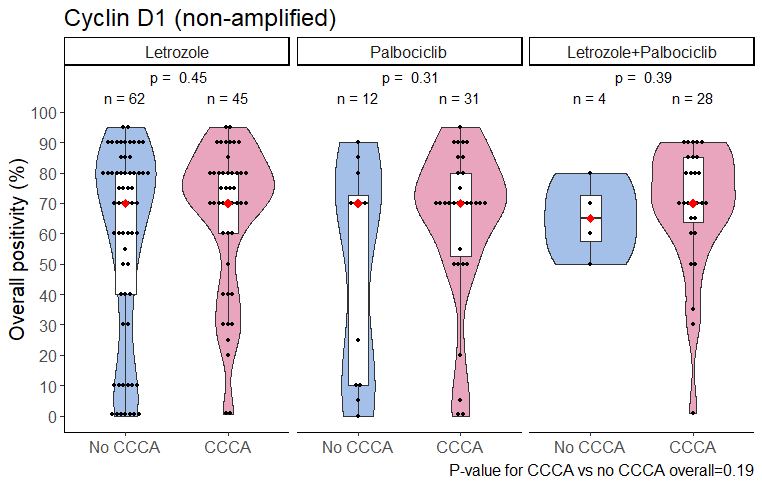 Cyclin D1 (non-amplified)
Letrozole Palbociclib Letrozole+Palbociclib
p = 0.45 p = 0.31 p = 0.39
n = 62 n = 45 n = 12 n = 31 n = 4 n = 28
Overall positivity (%)
100
90
80
70
60
50
40
30
20
10
0
No CCCA CCCA No CCCA CCCA No CCCA CCCA
P-value for CCCA vs no CCCA overall=0.19